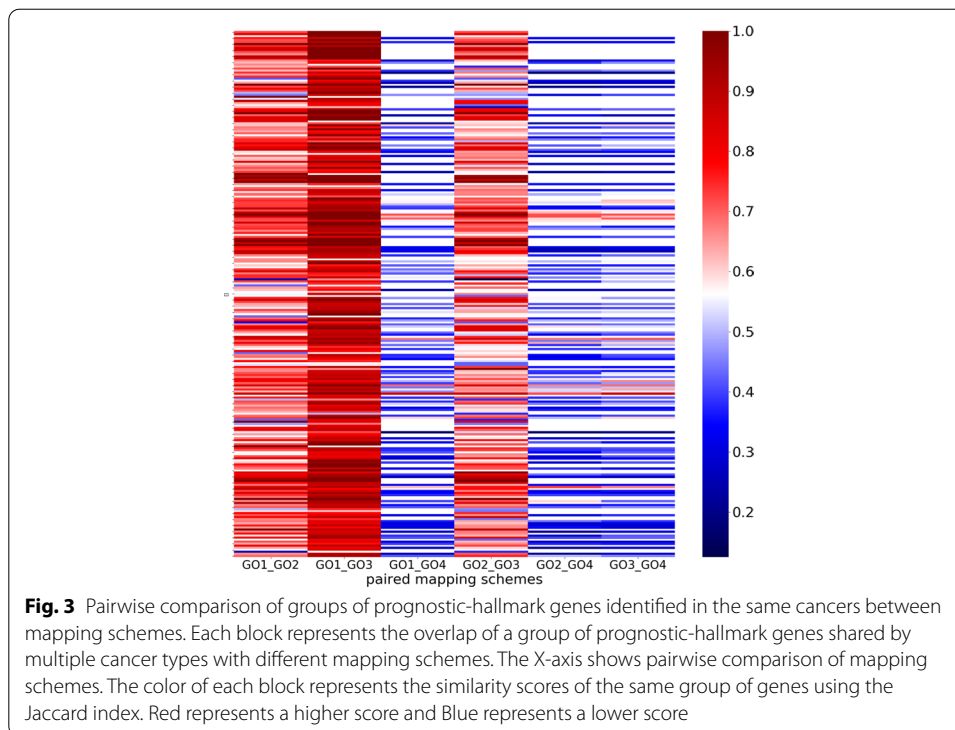 1.0
0.9
0.8
0.7
0.6
0.5
0.4
0.3
0.2
GO1_GO2 GO1_GO3 GO1_GO4 GO2_GO3 GO2_GO4 GO3_GO4
paired mapping schemes
Fig. 3 Pairwise comparison of groups of prognostic-hallmark genes identified in the same cancers between
mapping schemes. Each block represents the overlap of a group of prognostic-hallmark genes shared by
multiple cancer types with different mapping schemes. The X-axis shows pairwise comparison of mapping
schemes. The color of each block represents the similarity scores of the same group of genes using the
Jaccard index. Red represents a higher score and Blue represents a lower score